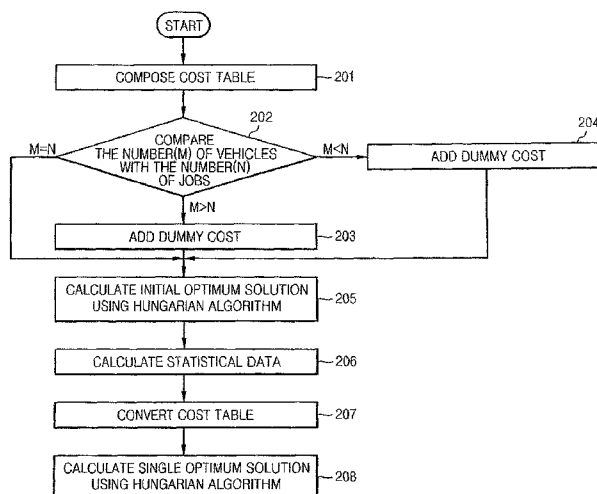 START
COMPOSE COST TABLE
201
202
COMPARE
THE NUMBER(M) OF VEHICLES
WITH THE NUMBER(N)
OF JOBS
M=N
M<N
204
ADD DUMMY COST
M>N
ADD DUMMY COST
203
CALCULATE INITIAL OPTIMUM SOLUTION
USING HUNGARIAN ALGORITHM
205
CALCULATE STATISTICAL DATA
206
CONVERT COST TABLE
207
CALCULATE SINGLE OPTIMUM SOLUTION
USING HUNGARIAN ALGORITHM
208